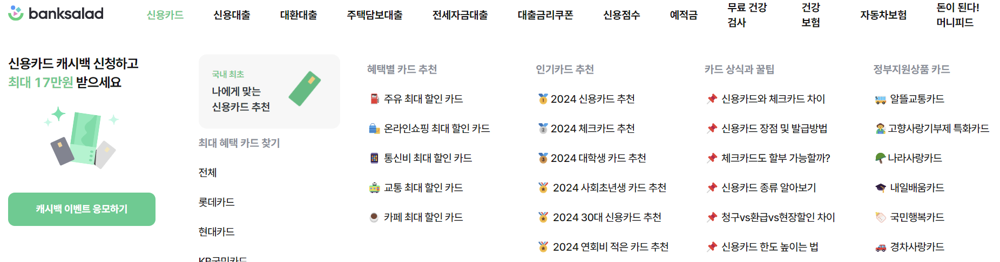 banksalad
신용카드
신용대출
대환대출
주택담보대출
전세자금대출
대출금리쿠폰
신용점수
예적금
무료 건강
검사
건강
보험
자동차보험
돈이 된다!
머니피드
신용카드 캐시백 신청하고
최대 17만원 받으세요
캐시백 이벤트 응모하기
국내 최초
나에게 맞는
신용카드 추천
최대 혜택 카드 찾기
전체
롯데카드
현대카드
KB국민카드
혜택별 카드 추천
주유 최대 할인 카드
온라인쇼핑 최대 할인 카드
통신비 최대 할인 카드
교통 최대 할인 카드
카페 최대 할인 카드
인기카드 추천
2024 신용카드 추천
2024 체크카드 추천
2024 대학생 카드 추천
2024 사회초년생 카드 추천
2024 30대 신용카드 추천
2024 연회비 적은 카드 추천
카드 상식과 꿀팁
신용카드와 체크카드 차이
신용카드 장점 및 발급방법
체크카드도 할부 가능할까?
신용카드 종류 알아보기
청구vs환급vs현장할인 차이
신용카드 한도 높이는 법
정부지원상품 카드
알뜰교통카드
고향사랑기부제 특화카드
나라사랑카드
내일배움카드
국민행복카드
경차사랑카드